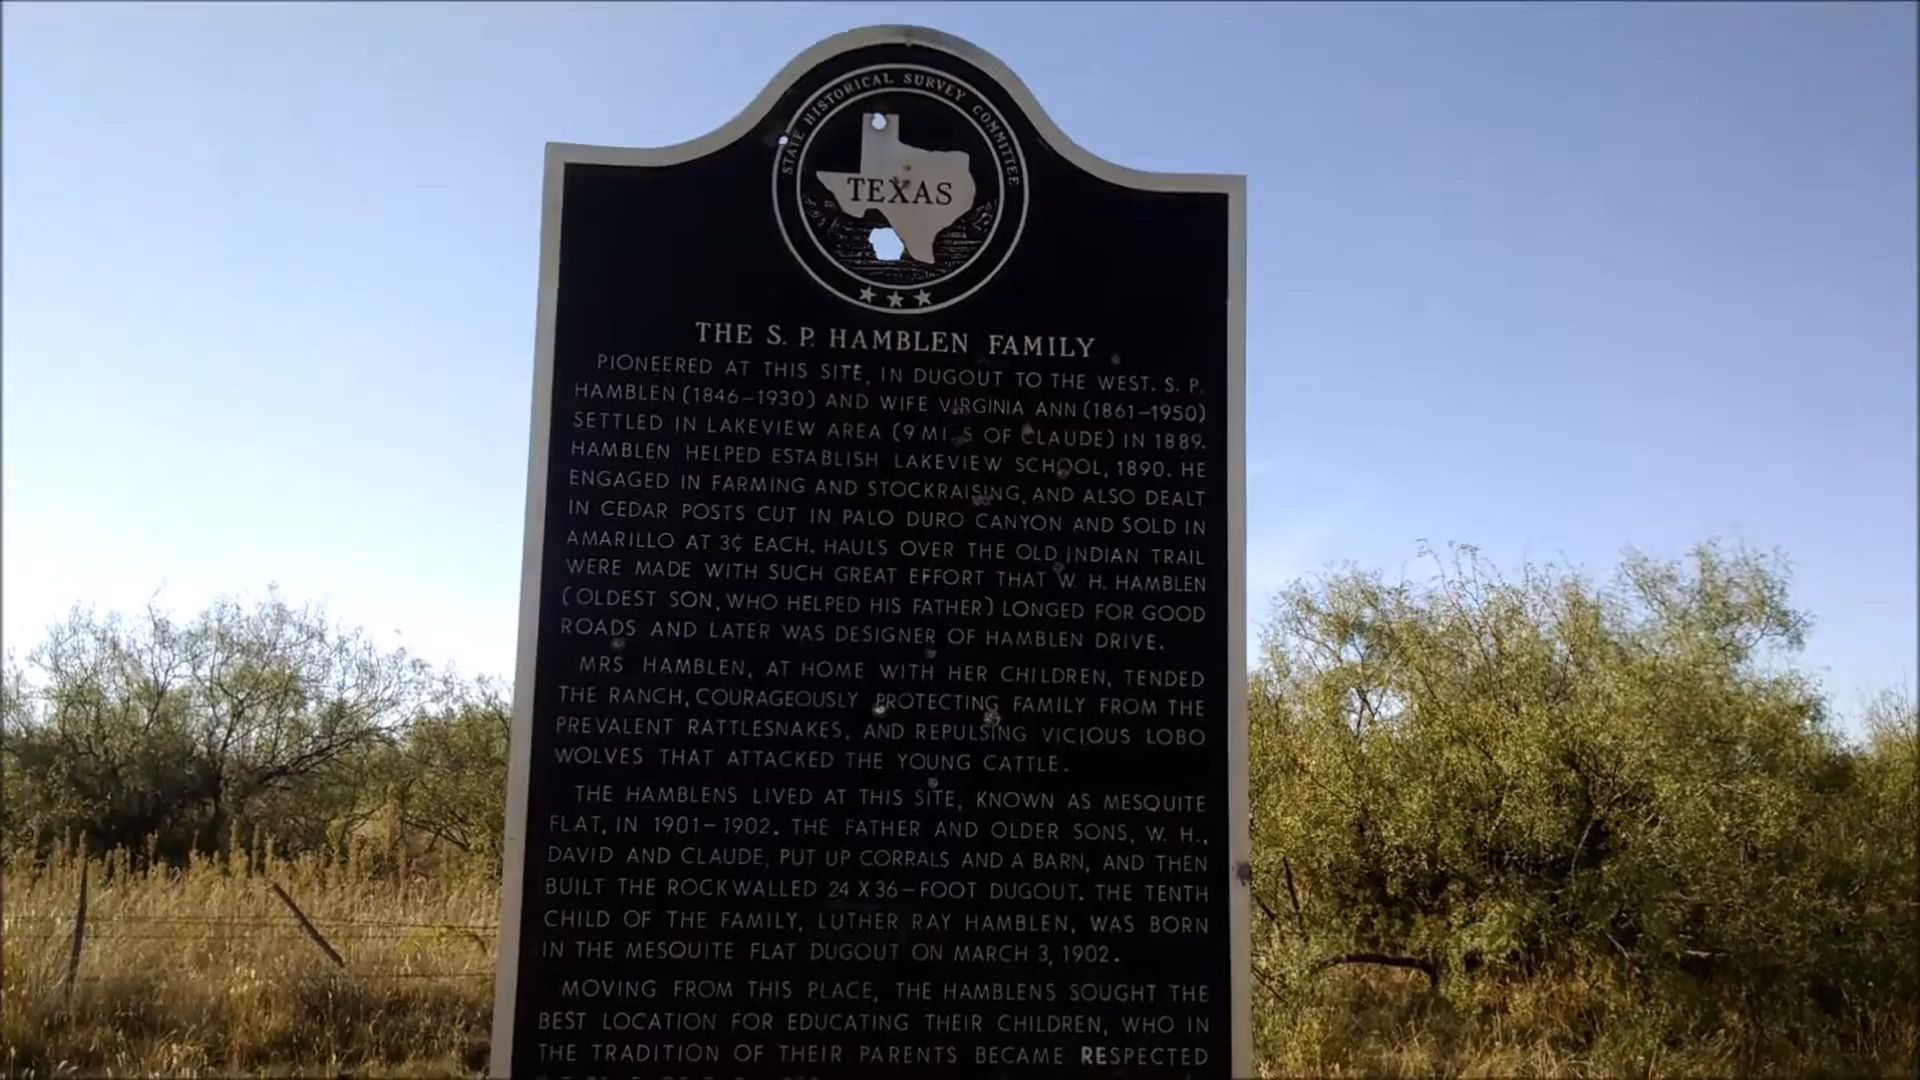 STATE HISTORICAL SURVEY COMMITTEE
TEXAS
THE S. P. HAMBLEN FAMILY
PIONEERED AT THIS SITE, IN DUGOUT TO THE WEST. S. P.
HAMBLEN (1846–1930) AND WIFE VIRGINIA ANN (1861–1950)
SETTLED IN LAKEVIEW AREA (9 MI. S OF CLAUDE) IN 1889.
HAMBLEN HELPED ESTABLISH LAKEVIEW SCHOOL, 1890. HE
ENGAGED IN FARMING AND STOCKRAISING, AND ALSO DEALT
IN CEDAR POSTS CUT IN PALO DURO CANYON AND SOLD IN
AMARILLO AT 3¢ EACH. HAULS OVER THE OLD INDIAN TRAIL
WERE MADE WITH SUCH GREAT EFFORT THAT W. H. HAMBLEN
(OLDEST SON, WHO HELPED HIS FATHER) LONGED FOR GOOD
ROADS AND LATER WAS DESIGNER OF HAMBLEN DRIVE.
MRS HAMBLEN, AT HOME WITH HER CHILDREN, TENDED
THE RANCH, COURAGEOUSLY PROTECTING FAMILY FROM THE
PREVALENT RATTLESNAKES, AND REPULSING VICIOUS LOBO
WOLVES THAT ATTACKED THE YOUNG CATTLE.
THE HAMBLENS LIVED AT THIS SITE, KNOWN AS MESQUITE
FLAT, IN 1901–1902. THE FATHER AND OLDER SONS, W. H.,
DAVID AND CLAUDE, PUT UP CORRALS AND A BARN, AND THEN
BUILT THE ROCKWALLED 24 X 36–FOOT DUGOUT. THE TENTH
CHILD OF THE FAMILY, LUTHER RAY HAMBLEN, WAS BORN
IN THE MESQUITE FLAT DUGOUT ON MARCH 3, 1902.
MOVING FROM THIS PLACE, THE HAMBLENS SOUGHT THE
BEST LOCATION FOR EDUCATING THEIR CHILDREN, WHO IN
THE TRADITION OF THEIR PARENTS BECAME RESPECTED